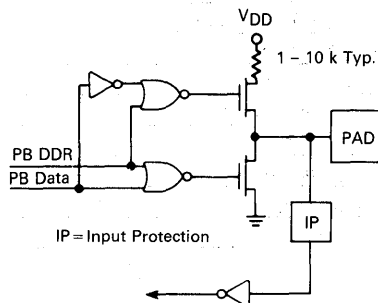 VDD
1 – 10 k Typ.
PAD
PB DDR
PB Data
IP
IP = Input Protection